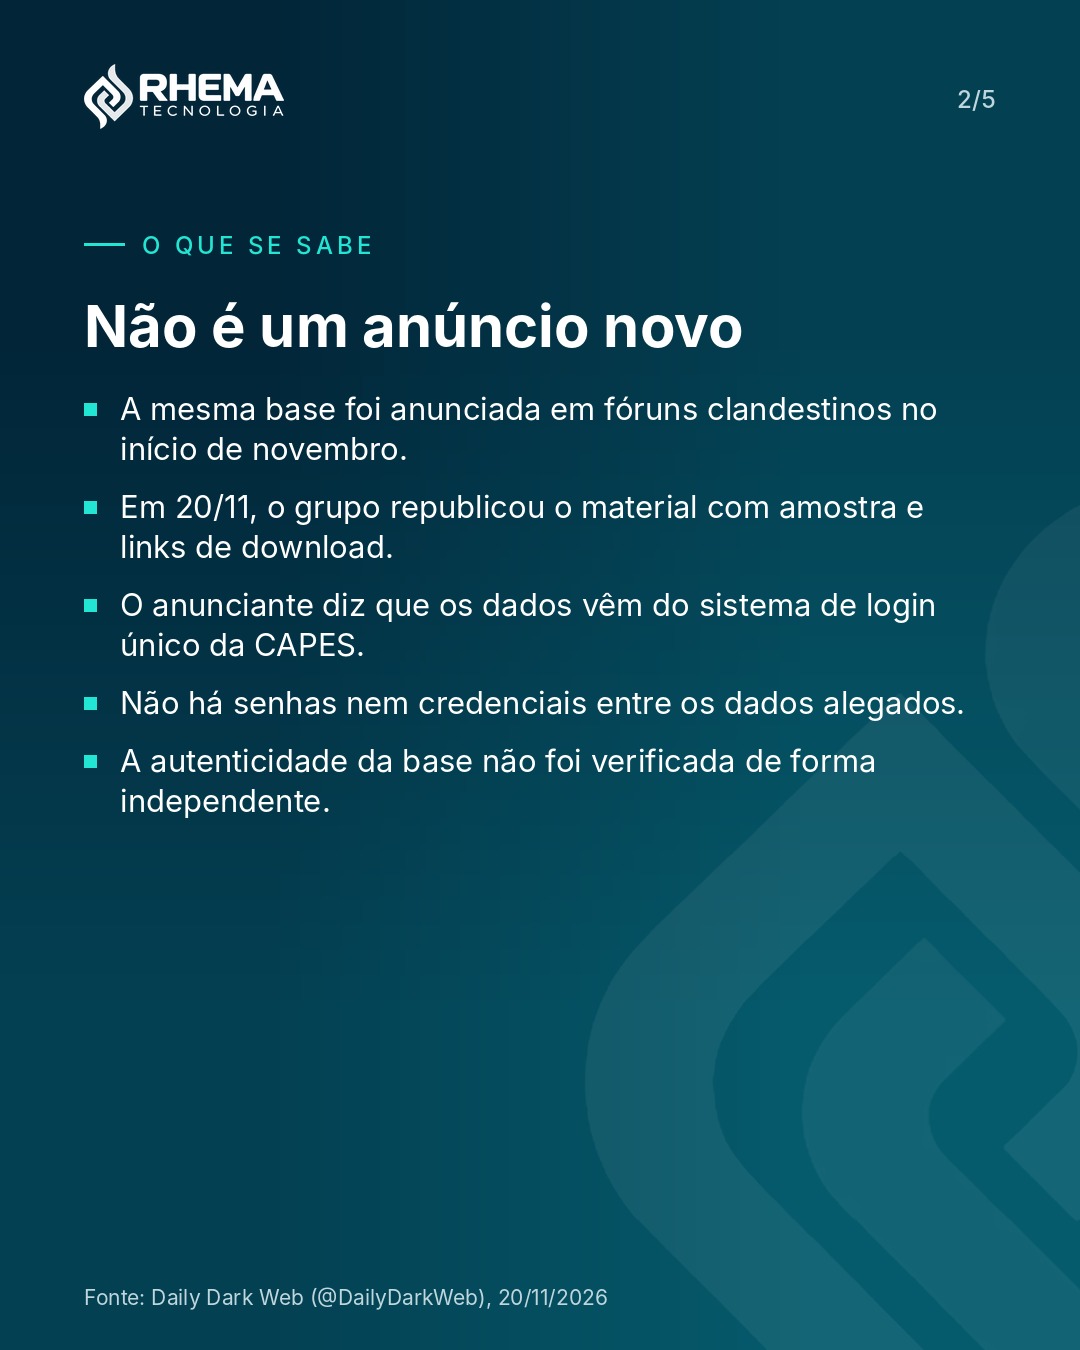 RHEMA
TECNOLOGIA
2/5
O QUE SE SABE
Não é um anúncio novo
A mesma base foi anunciada em fóruns clandestinos no
início de novembro.
Em 20/11, o grupo republicou o material com amostra e
links de download.
O anunciante diz que os dados vêm do sistema de login
único da CAPES.
Não há senhas nem credenciais entre os dados alegados.
A autenticidade da base não foi verificada de forma
independente.
Fonte: Daily Dark Web (@DailyDarkWeb), 20/11/2026